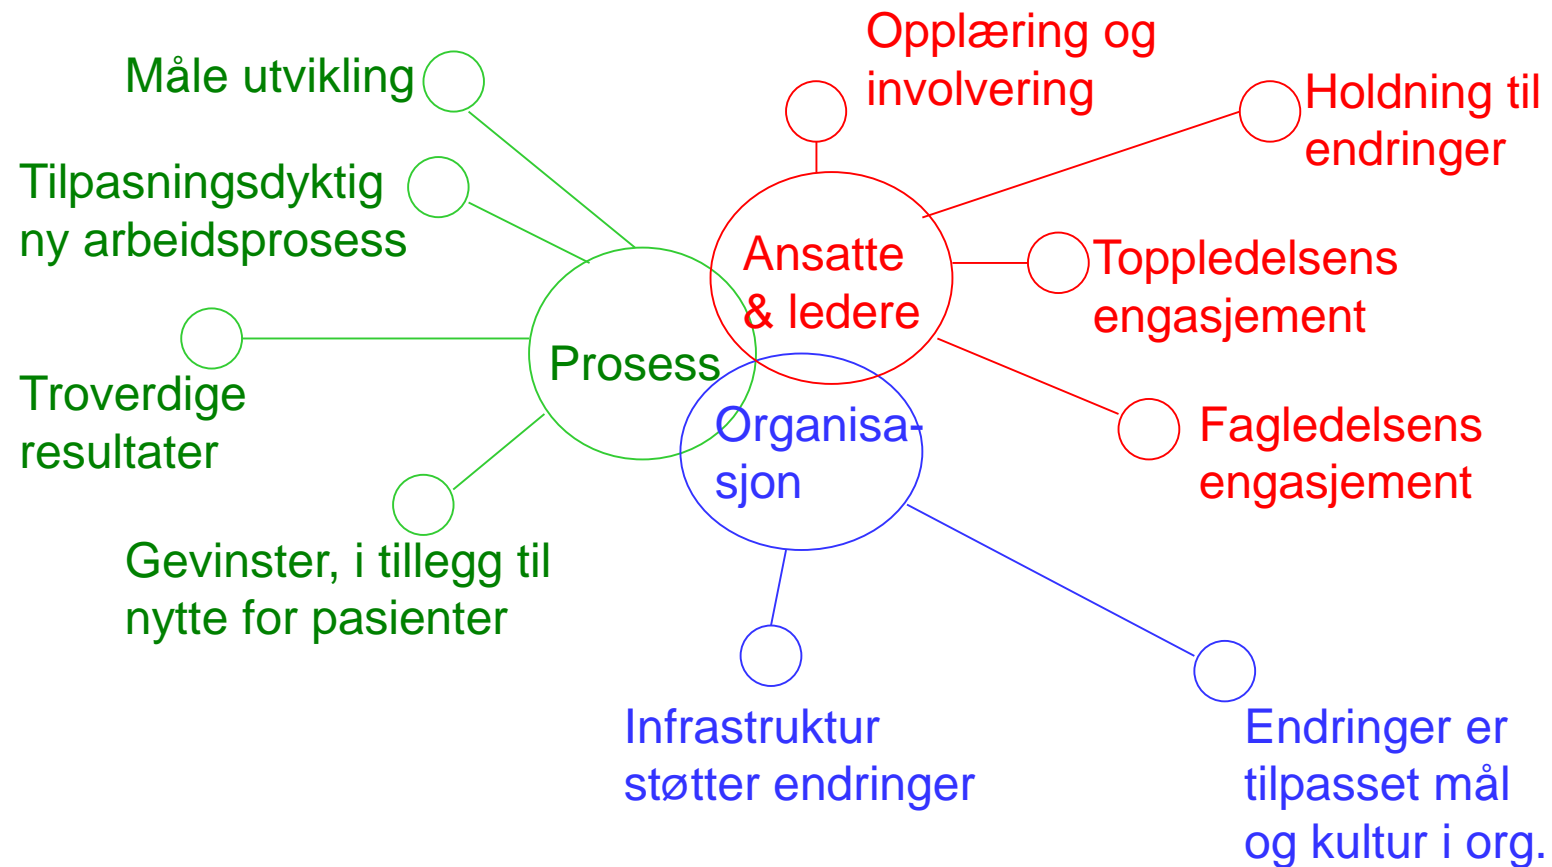 Måle utvikling
Tilpasningsdyktig
ny arbeidsprosess
Troverdige
resultater
Gevinster, i tillegg til
nytte for pasienter
Prosess
Opplæring og
involvering
Holdning til
endringer
Ansatte
& ledere
Toppledelsens
engasjement
Fagledelsens
engasjement
Organisa-
sjon
Infrastruktur
støtter endringer
Endringer er
tilpasset mål
og kultur i org.